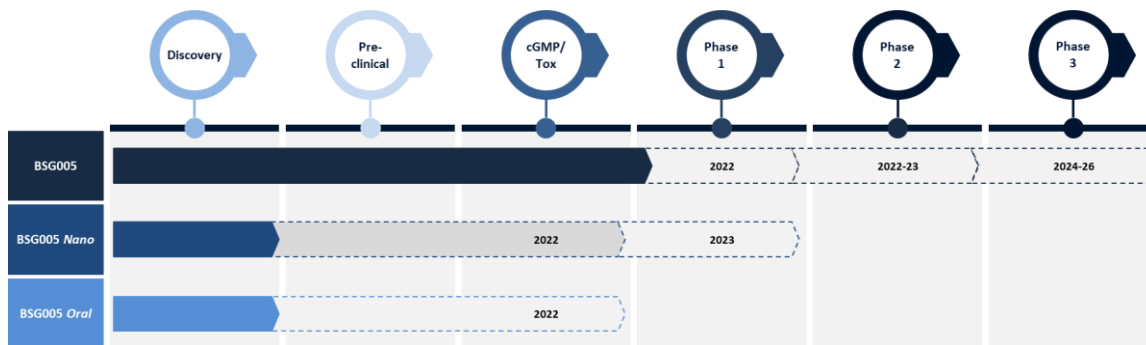 Discovery
Pre-
clinical
cGMP/
Tox
Phase
1
Phase
2
Phase
3
BSG005
2022
2022-23
2024-26
BSG005 Nano
2022
2023
BSG005 Oral
2022